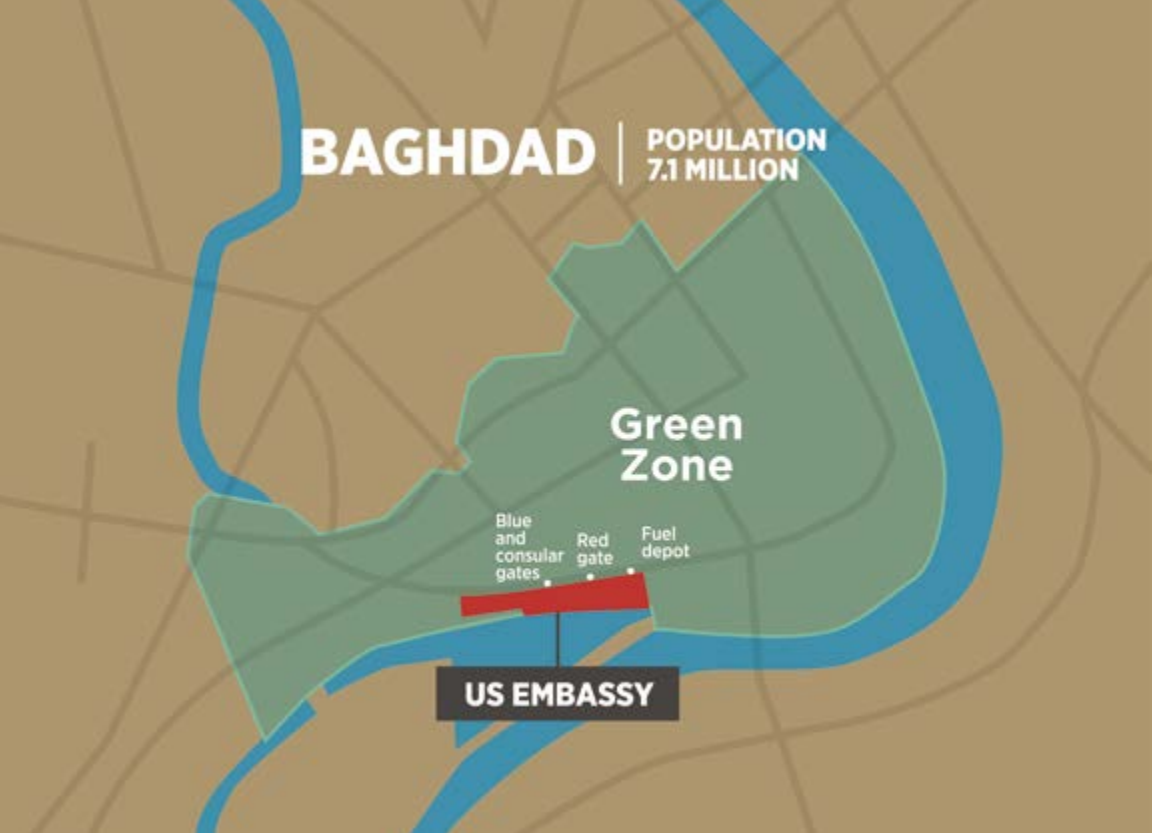 BAGHDAD
POPULATION
7.1 MILLION
Green
Zone
Blue
and
consular
gates
Red
gate
Fuel
depot
US EMBASSY